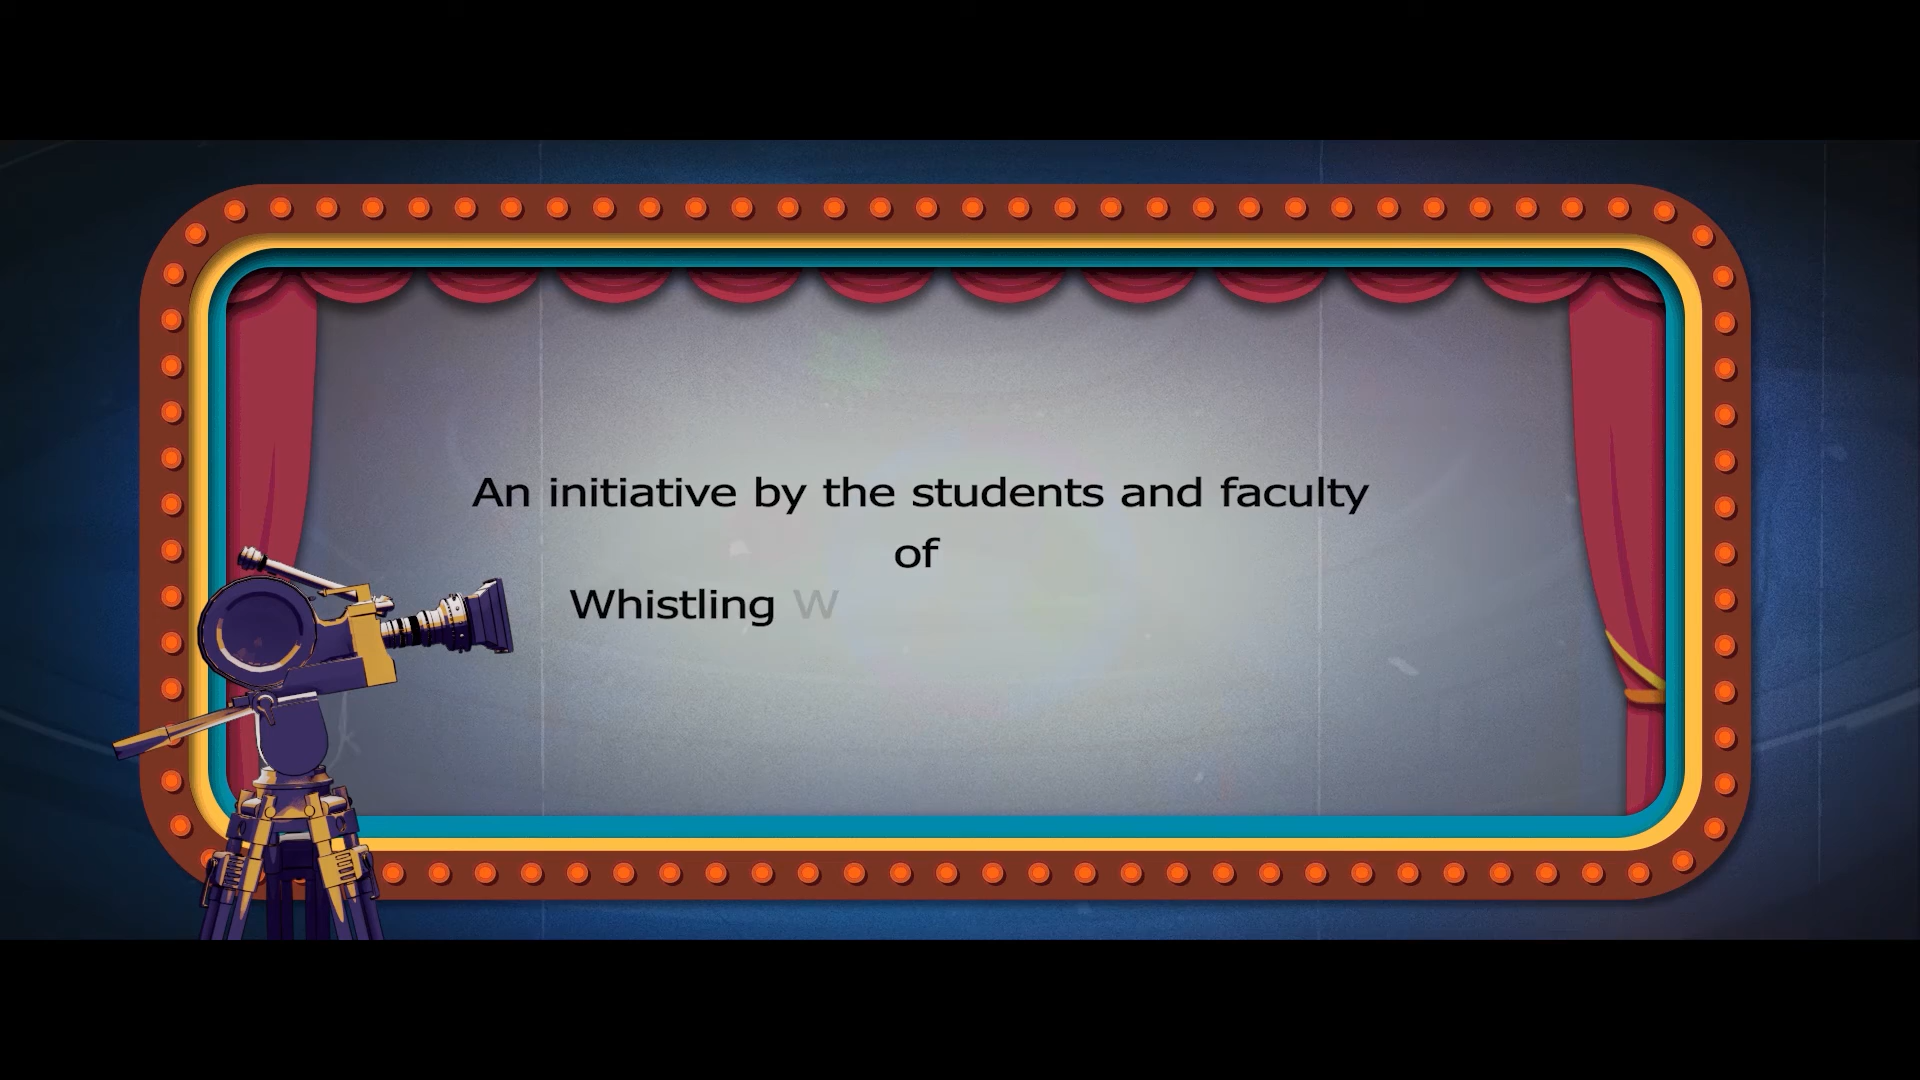 An initiative by the students and faculty
of
Whistling W